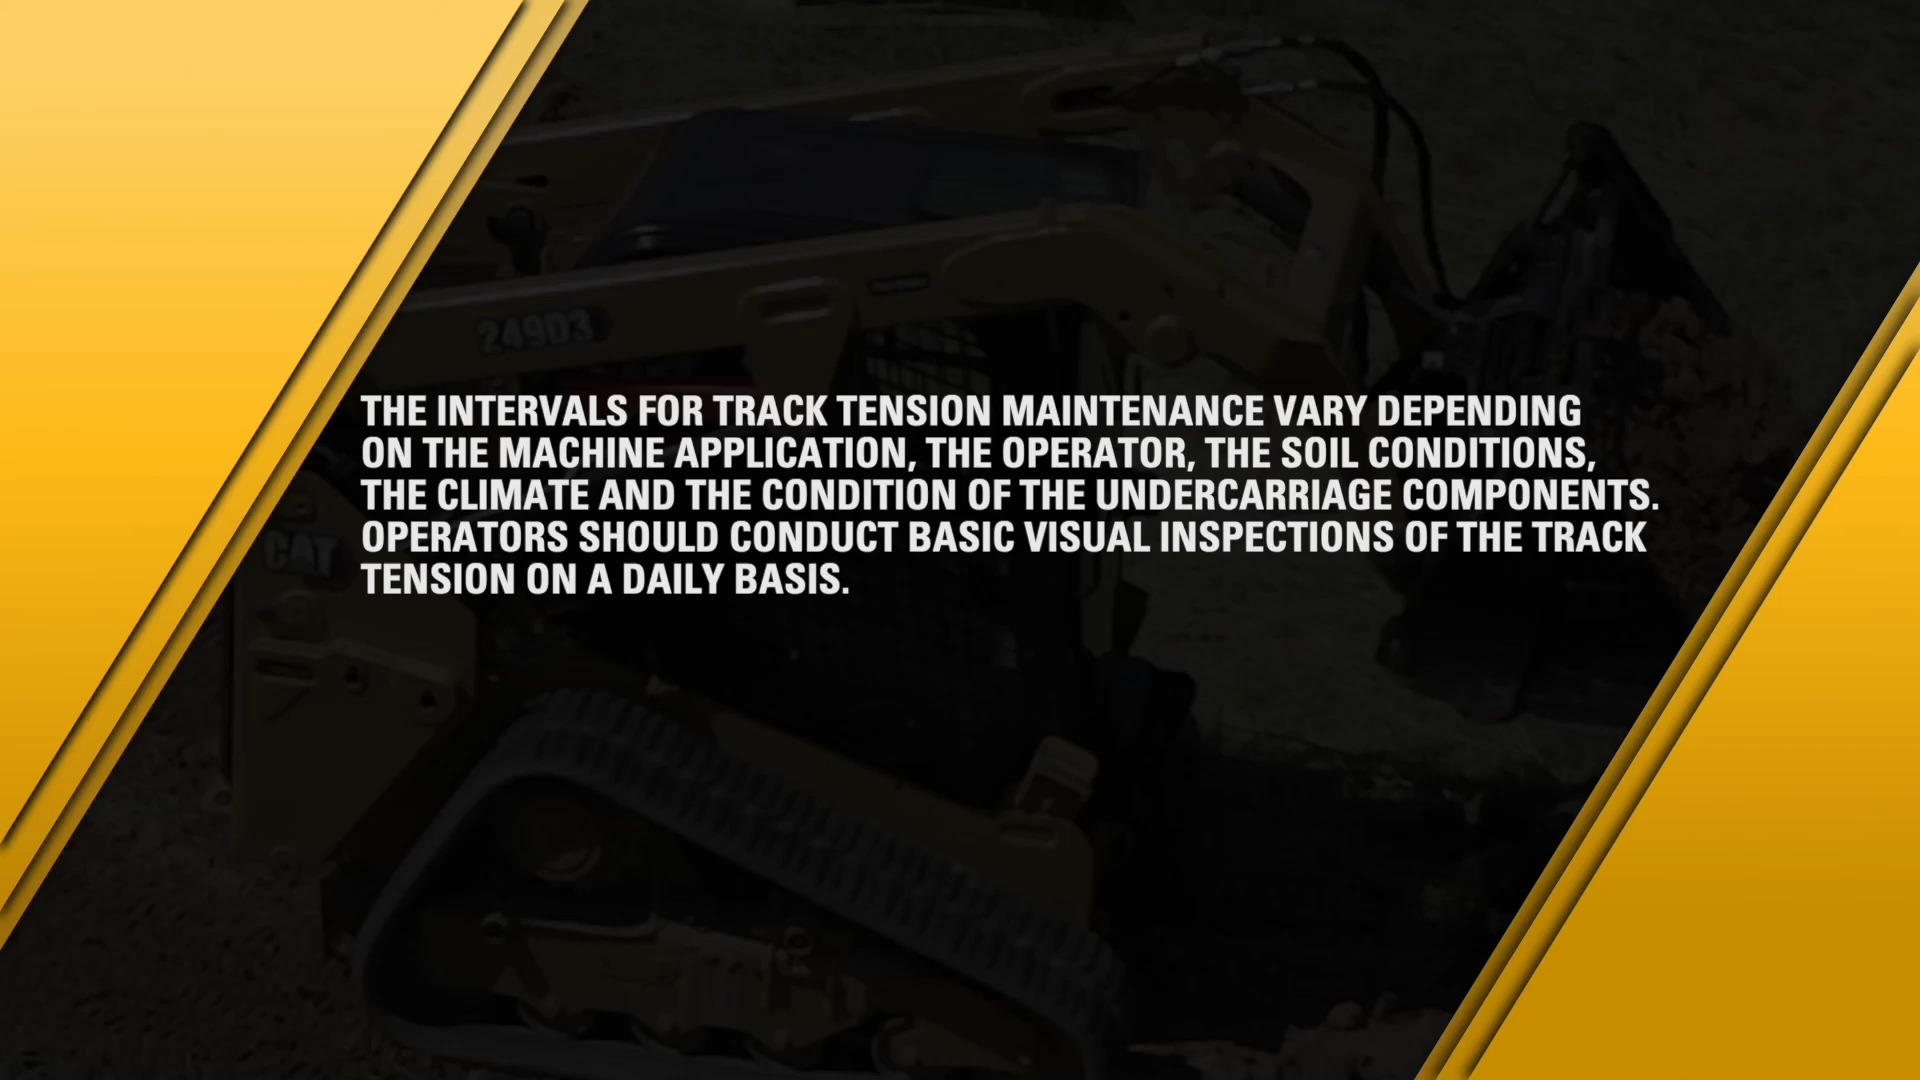 249D3
THE INTERVALS FOR TRACK TENSION MAINTENANCE VARY DEPENDING
ON THE MACHINE APPLICATION, THE OPERATOR, THE SOIL CONDITIONS,
THE CLIMATE AND THE CONDITION OF THE UNDERCARRIAGE COMPONENTS.
OPERATORS SHOULD CONDUCT BASIC VISUAL INSPECTIONS OF THE TRACK
TENSION ON A DAILY BASIS.
CAT